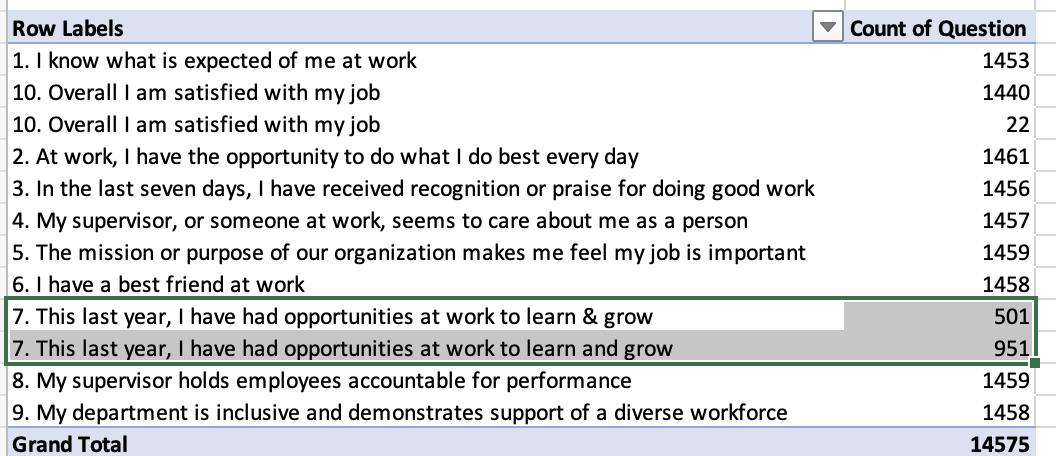 Row Labels Count of Question
1. I know what is expected of me at work 1453
10. Overall I am satisfied with my job 1440
10. Overall I am satisfied with my job 22
2. At work, I have the opportunity to do what I do best every day 1461
3. In the last seven days, I have received recognition or praise for doing good work 1456
4. My supervisor, or someone at work, seems to care about me as a person 1457
5. The mission or purpose of our organization makes me feel my job is important 1459
6. I have a best friend at work 1458
7. This last year, I have had opportunities at work to learn & grow 501
7. This last year, I have had opportunities at work to learn and grow 951
8. My supervisor holds employees accountable for performance 1459
9. My department is inclusive and demonstrates support of a diverse workforce 1458
Grand Total 14575